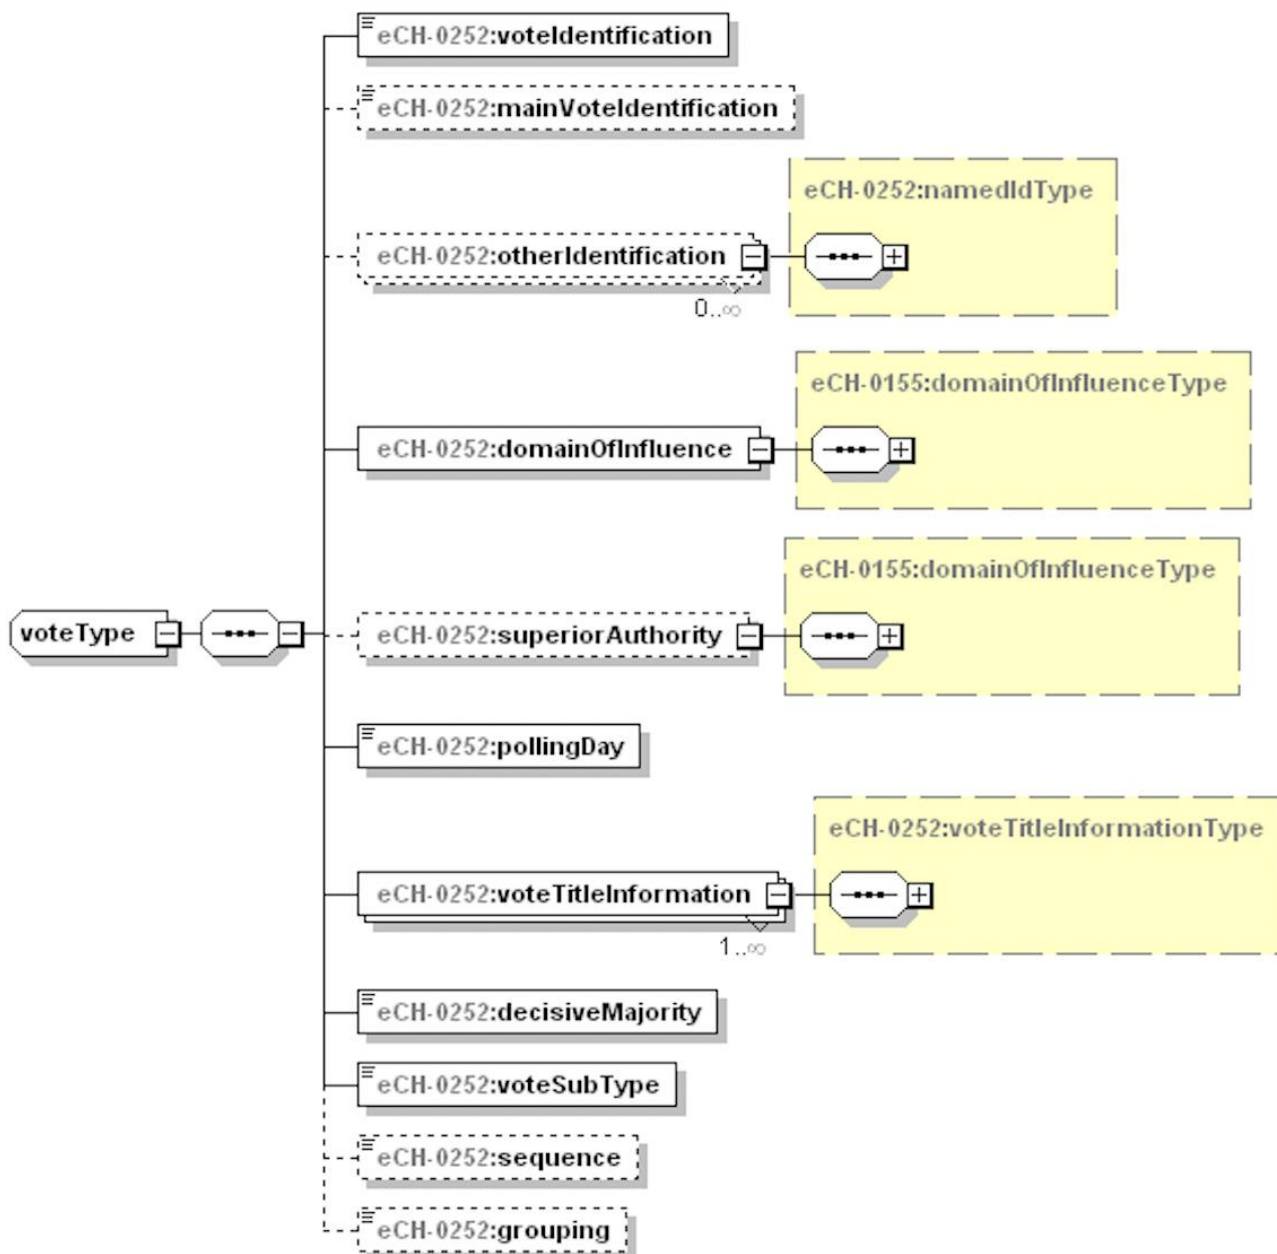 eCH-0252:voteIdentification
eCH-0252:mainVoteIdentification
eCH-0252:namedIdType
eCH-0252:otherIdentification
0..∞
eCH-0155:domainOfInfluenceType
eCH-0252:domainOfInfluence
eCH-0155:domainOfInfluenceType
voteType
eCH-0252:superiorAuthority
eCH-0252:pollingDay
eCH-0252:voteTitleInformationType
eCH-0252:voteTitleInformation
1..∞
eCH-0252:decisiveMajority
eCH-0252:voteSubType
eCH-0252:sequence
eCH-0252:grouping